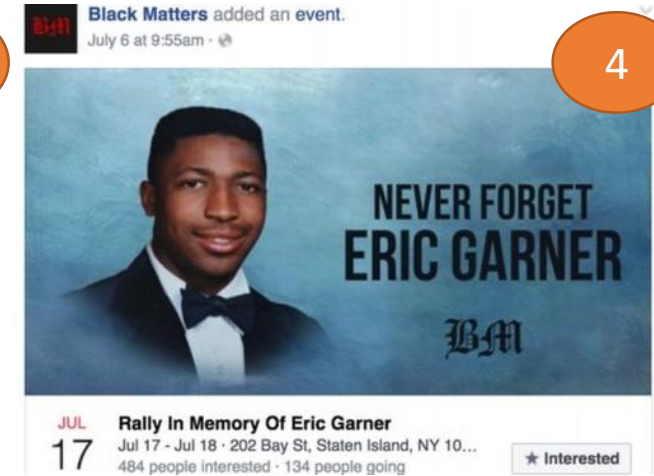 BM
Black Matters added an event.
July 6 at 9:55am ·
4
NEVER FORGET
ERIC GARNER
BM
JUL
17
Rally In Memory Of Eric Garner
Jul 17 - Jul 18 · 202 Bay St, Staten Island, NY 10...
484 people interested · 134 people going
★ Interested